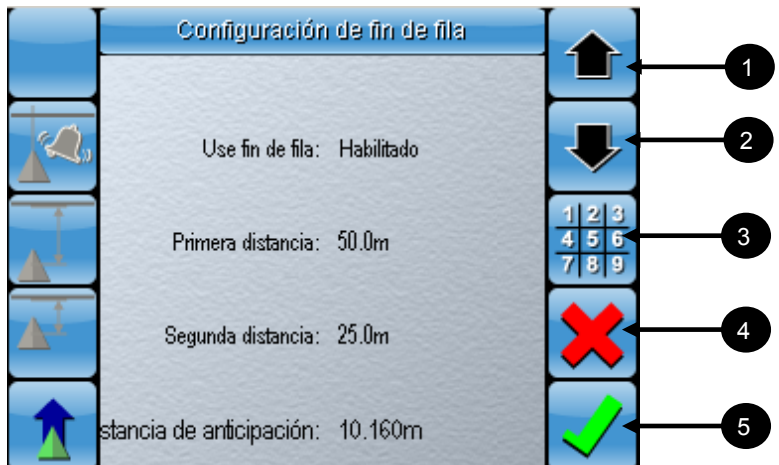 Configuración de fin de fila
1
Use fin de fila: Habilitado
2
Primera distancia: 50.0m
1 2 3
4 5 6
7 8 9
3
Segunda distancia: 25.0m
4
stancia de anticipación: 10.160m
5